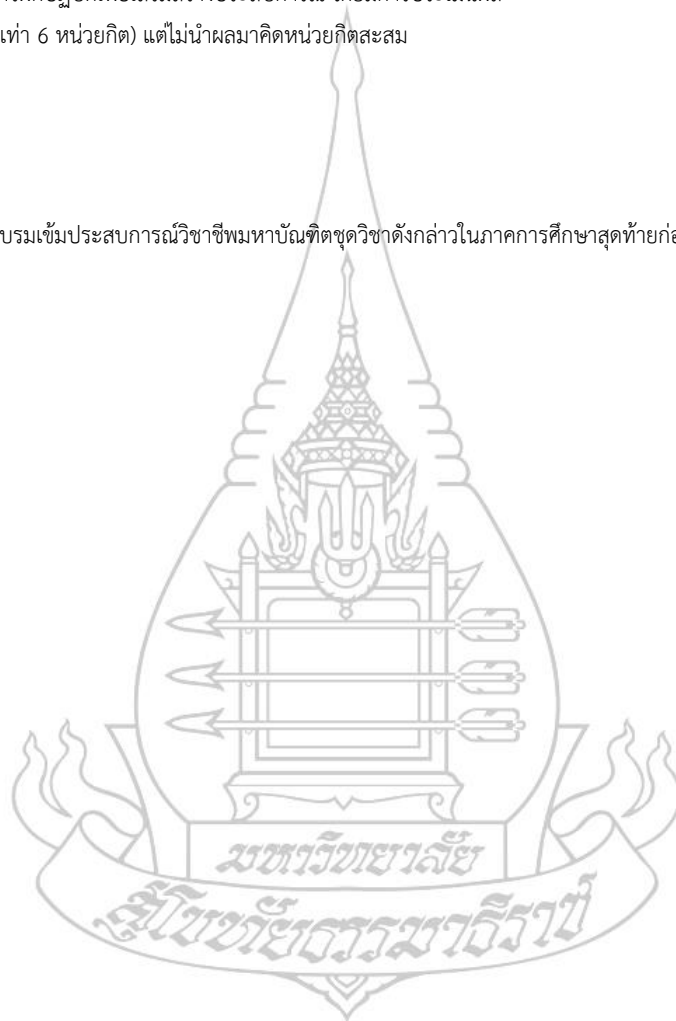 เท่า 6 หน่วยกิต) แต่ไม่นำผลมาคิดหน่วยกิตสะสม
บรมเข้มประสบการณ์วิชาชีพมหาบัณฑิตชุดวิชาดังกล่าวในภาคการศึกษาสุดท้ายก่อ
มหาวิทยาลัย
สุโขทัยธรรมาธิราช